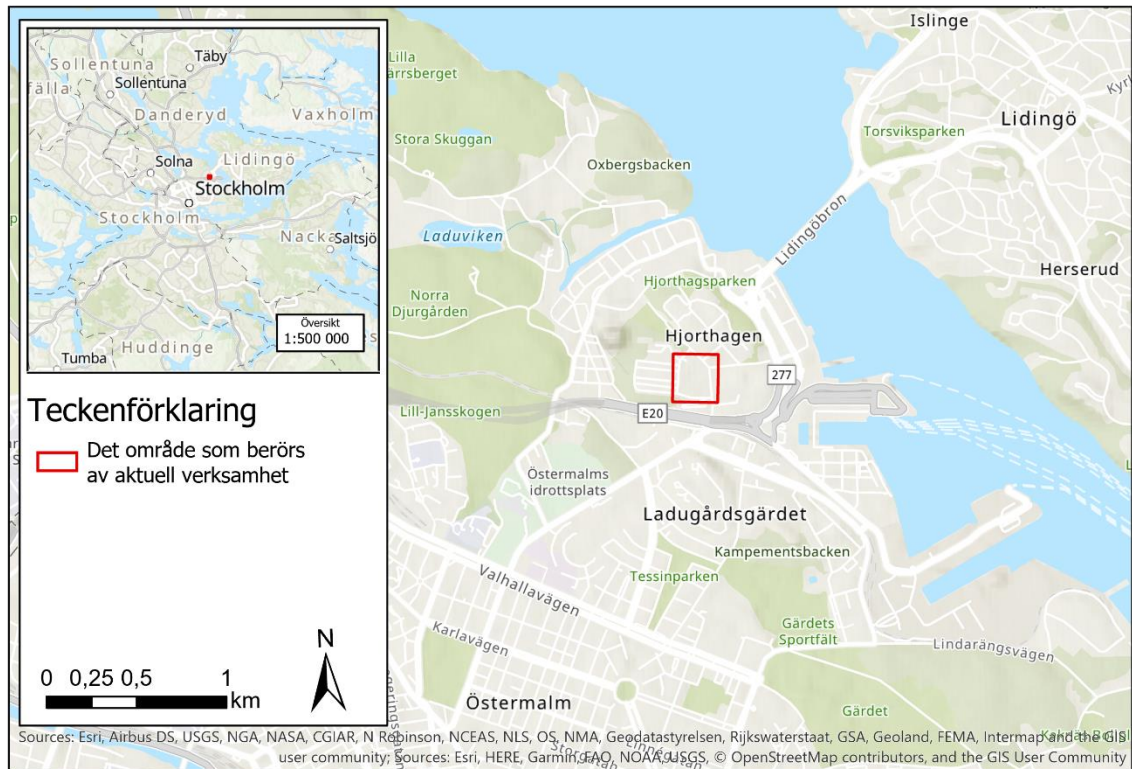 Täby
Sollentuna
fälla
Sollentuna
Danderyd
Vaxholm
Solna
Lidingö
Stockholm
Stockholm
Nacka
Saltsjö
Översikt
1:500 000
Huddinge
Tumba
Teckenförklaring
Det område som berörs
av aktuell verksamhet
N
0 0,25 0,5 1
km
Islinge
Lilla
Stora Skuggan
Oxbergsbacken
Torsviksparken
Lidingö
Laduviken
Lidingöbron
Herserud
Norra
Djurgården
Hjorthagsparken
Hjorthagen
277
E20
Lill-Jansskogen
Östermalms
idrottsplats
Ladugårdsgärdet
Kampementsbacken
Tessinparken
Valhallavägen
Karlavägen
Gärdets
Sportfält
Lindarängsvägen
Östermalm
Gärdet
Sources: Esri, Airbus DS, USGS, NGA, NASA, CGIAR, N Robinson, NCEAS, NLS, OS, NMA, Geodatastyrelsen, Rijkswaterstaat, GSA, Geoland, FEMA, Intermap and the GIS
user community; Sources: Esri, HERE, Garmin, FAO, NOAA, USGS, © OpenStreetMap contributors, and the GIS User Community